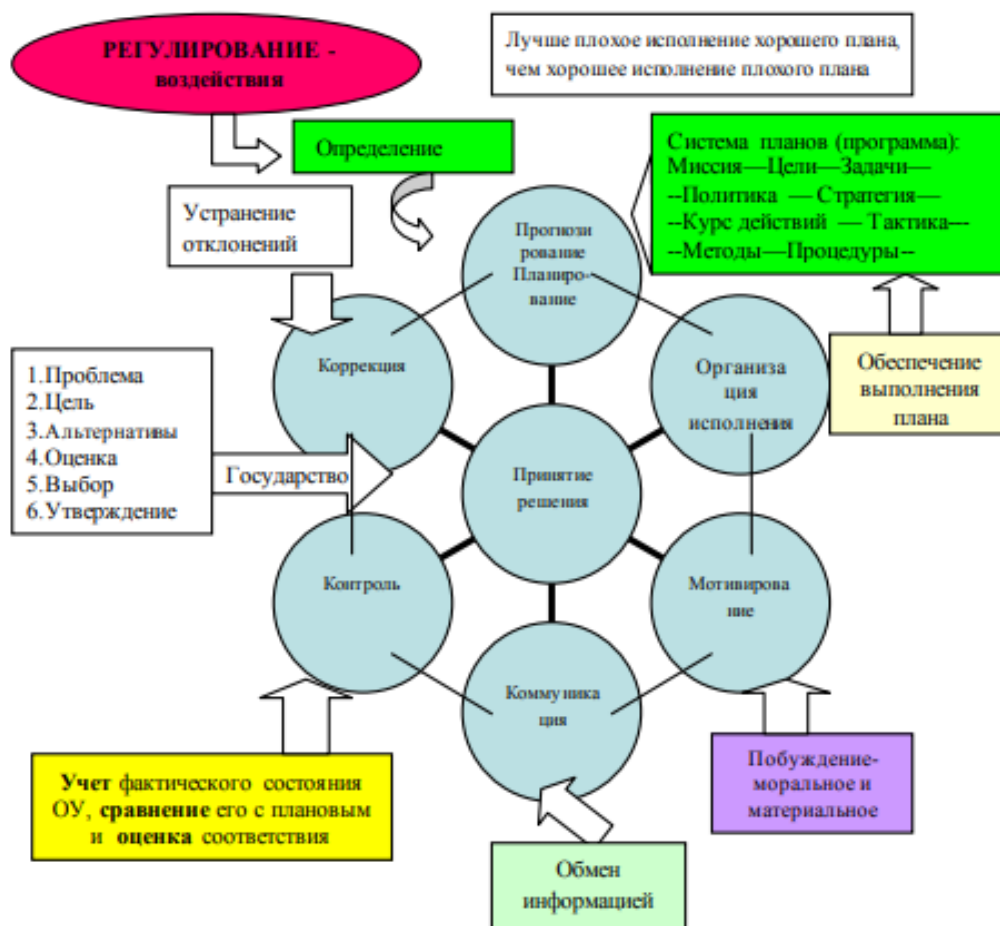 РЕГУЛИРОВАНИЕ -
воздействия
Лучше плохое исполнение хорошего плана,
чем хорошее исполнение плохого плана
Определение
Система планов (программа):
Миссия—Цели—Задачи—
--Политика — Стратегия—
--Курс действий — Тактика---
--Методы—Процедуры--
Устранение
отклонений
Прогнози
рование
Планиро-
вание
Коррекция
Организа
ция
исполнения
Обеспечение
выполнения
плана
1.Проблема
2.Цель
3.Альтернативы
4.Оценка
5.Выбор
6.Утверждение
Государство
Принятие
решения
Контроль
Мотивирова
ние
Коммуника
ция
Учет фактического состояния
ОУ, сравнение его с плановым
и оценка соответствия
Побуждение-
моральное и
материальное
Обмен
информацией